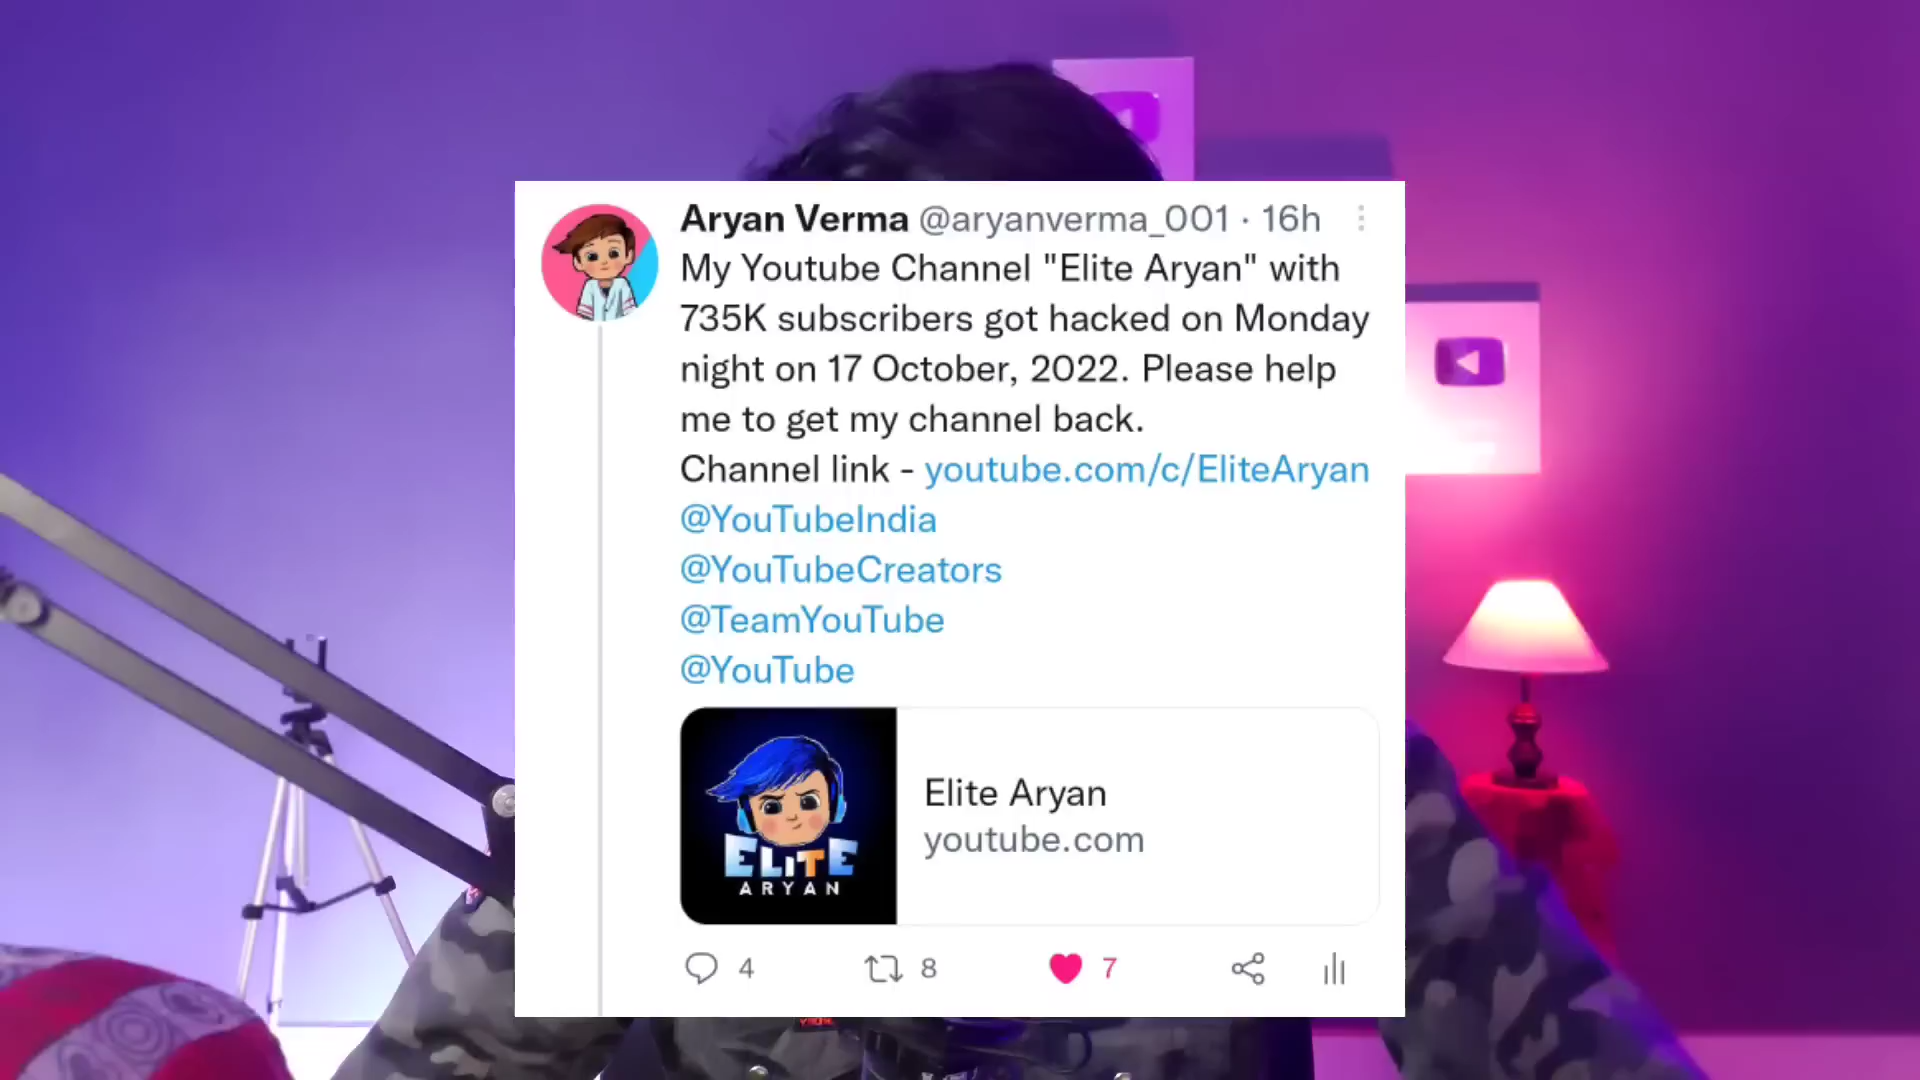 Aryan Verma @aryanverma_001 · 16h
My Youtube Channel "Elite Aryan" with
735K subscribers got hacked on Monday
night on 17 October, 2022. Please help
me to get my channel back.
Channel link - youtube.com/c/EliteAryan
@YouTubeIndia
@YouTubeCreators
@TeamYouTube
@YouTube
ELITE
ARYAN
Elite Aryan
youtube.com
4 8 7